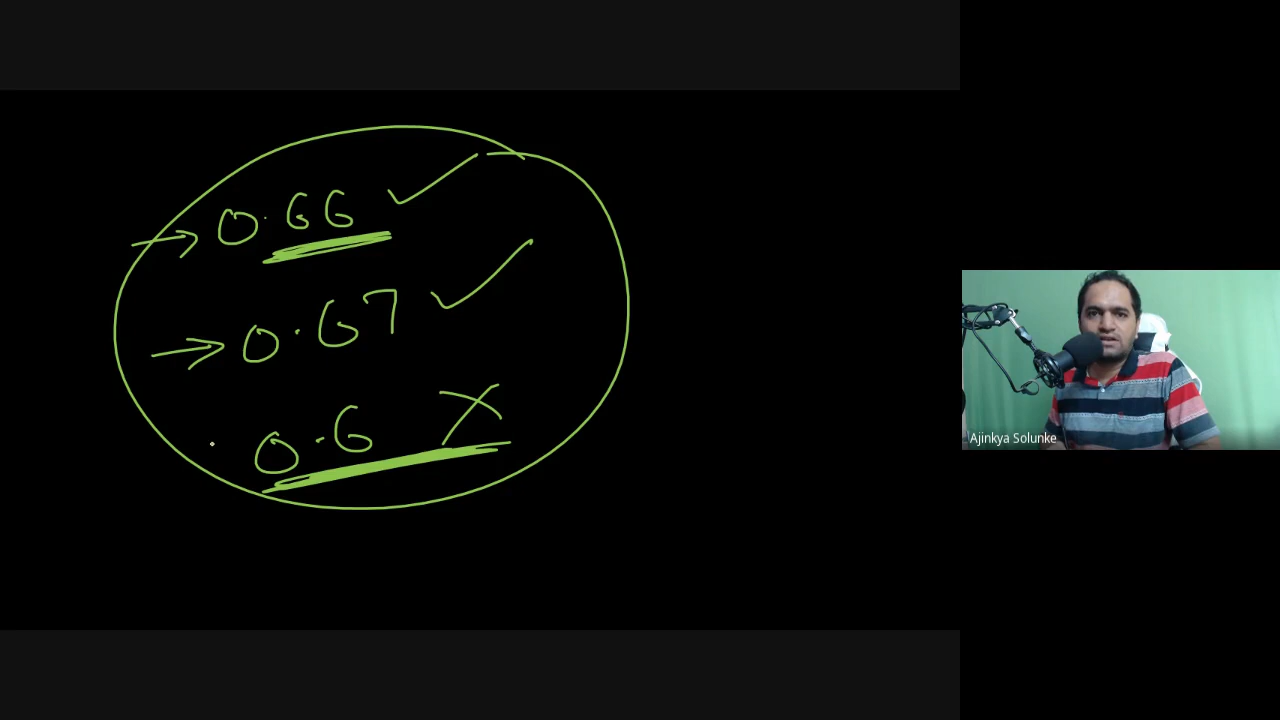 → 0.66 ✓
→ 0.67 ✓
0.6 X
Ajinkya Solunke